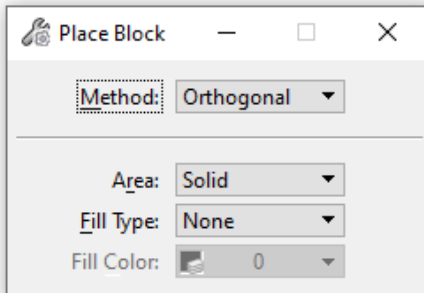 Place Block
Method: Orthogonal
Area: Solid
Fill Type: None
Fill Color: 0